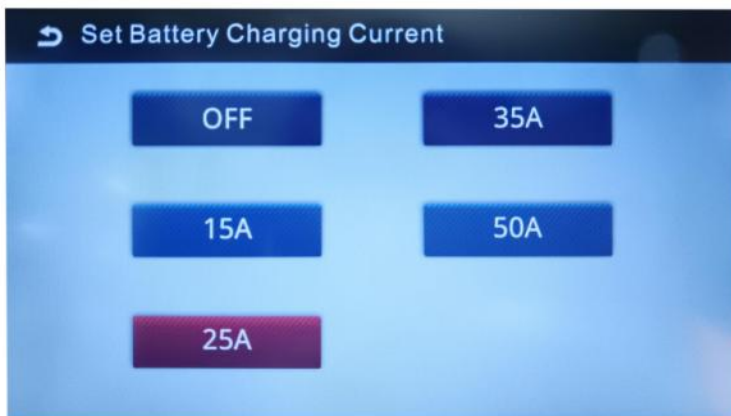 Set Battery Charging Current
OFF
35A
15A
50A
25A